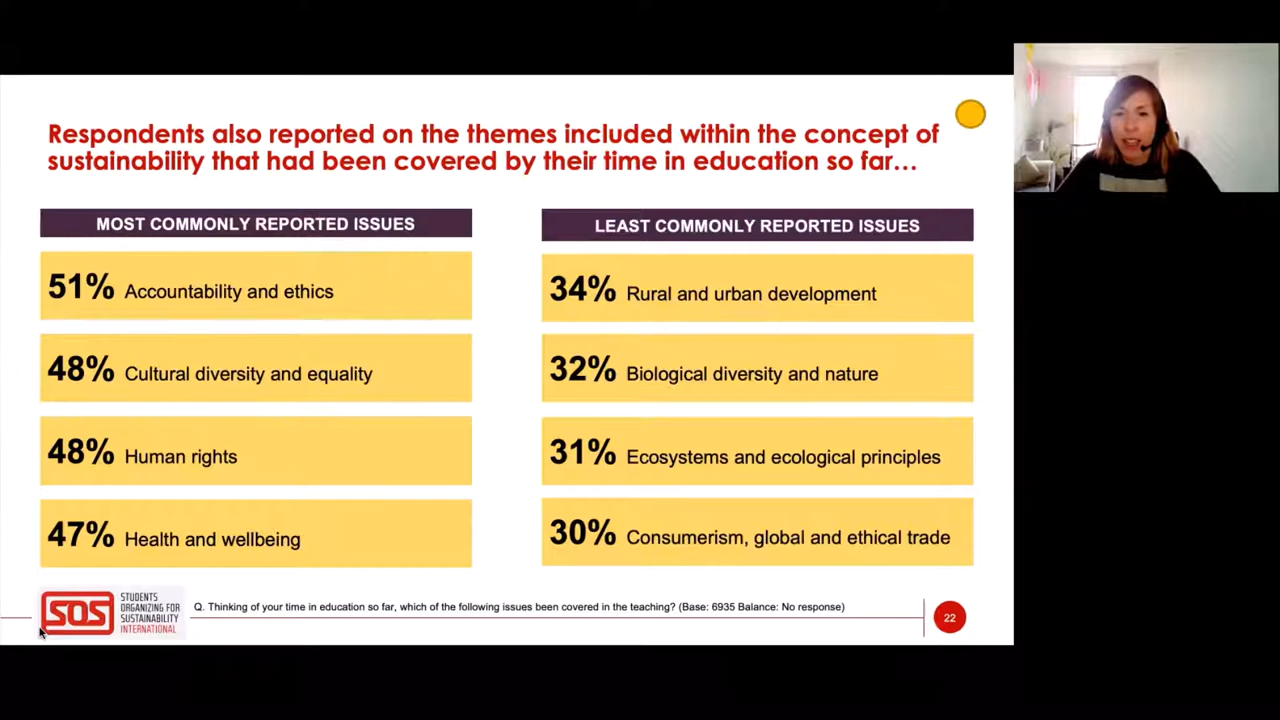 Respondents also reported on the themes included within the concept of
sustainability that had been covered by their time in education so far…
MOST COMMONLY REPORTED ISSUES
51% Accountability and ethics
48% Cultural diversity and equality
48% Human rights
47% Health and wellbeing
LEAST COMMONLY REPORTED ISSUES
34% Rural and urban development
32% Biological diversity and nature
31% Ecosystems and ecological principles
30% Consumerism, global and ethical trade
SOS
STUDENTS
ORGANIZING FOR
SUSTAINABILITY
INTERNATIONAL
Q. Thinking of your time in education so far, which of the following issues been covered in the teaching? (Base: 6935 Balance: No response)
22